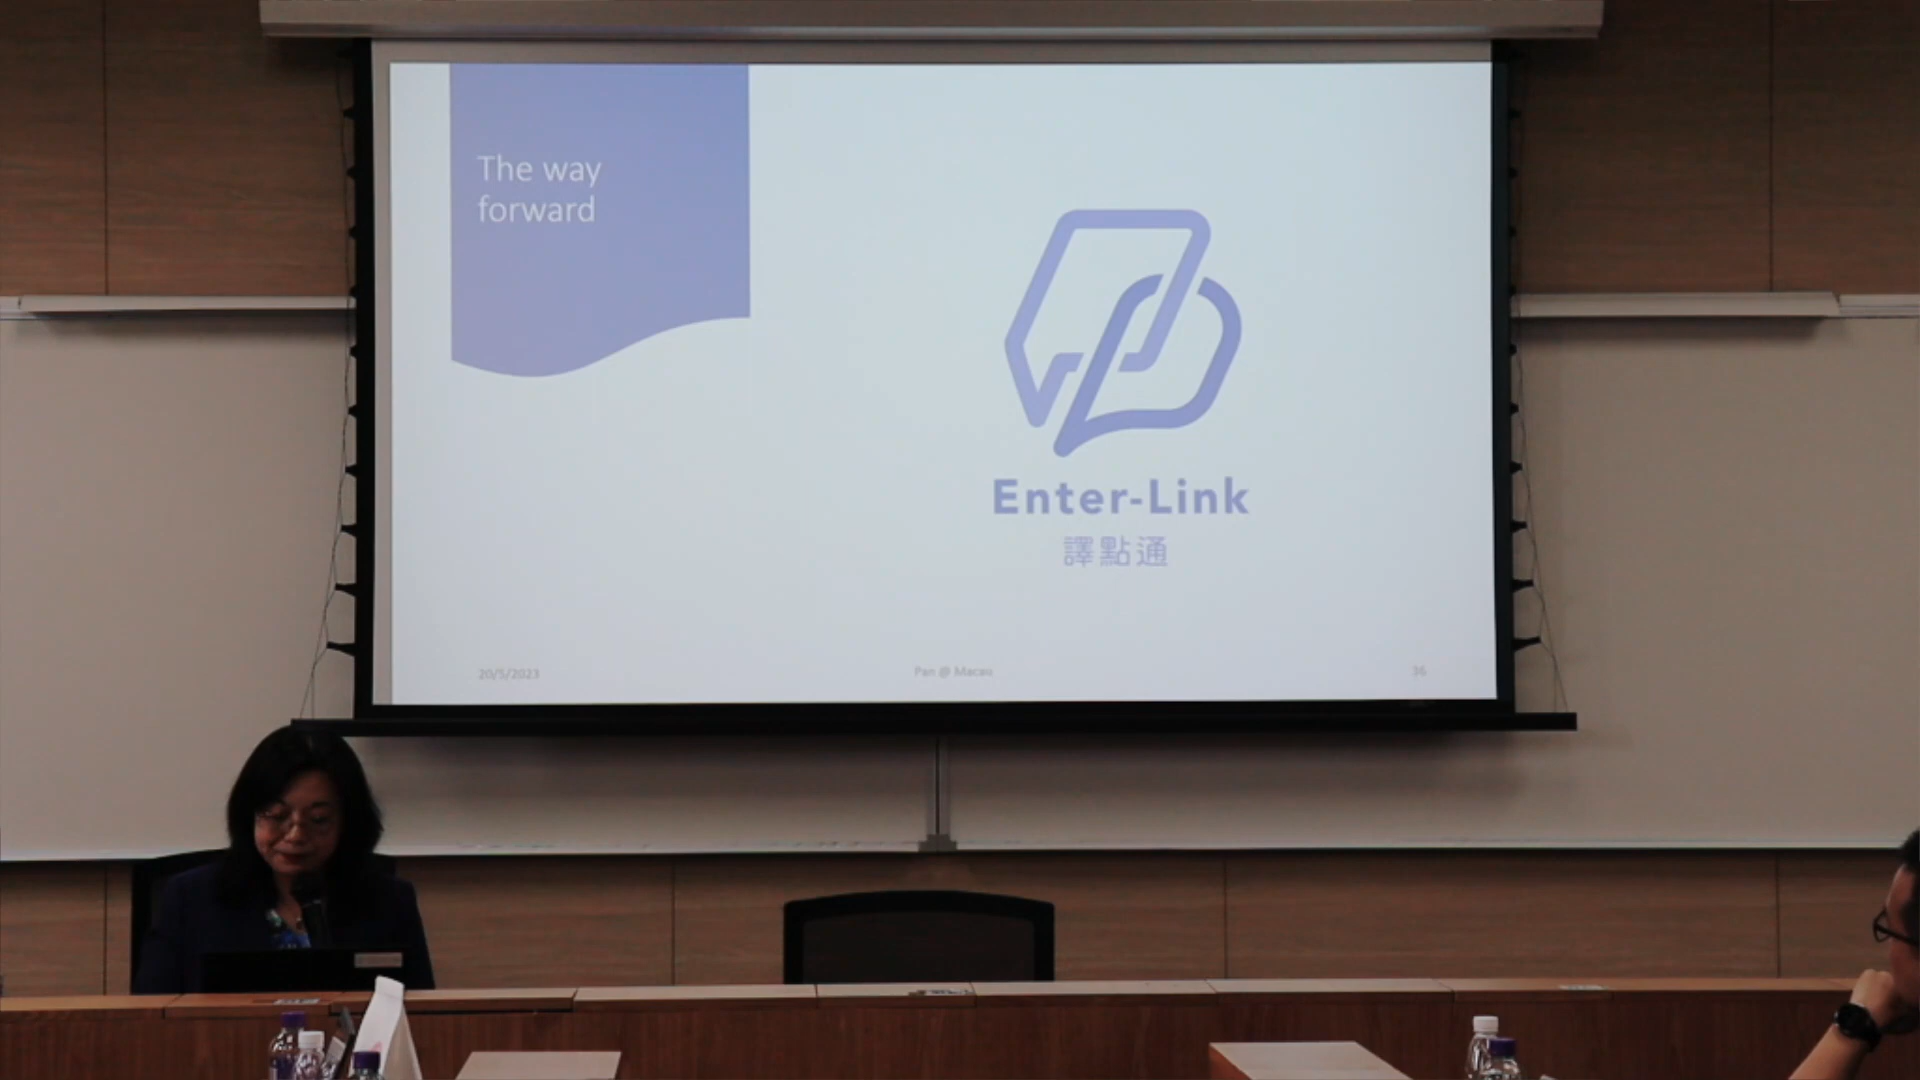 The way
forward
Enter-Link
譯點通
20/5/2023
Pan @ Macau
36